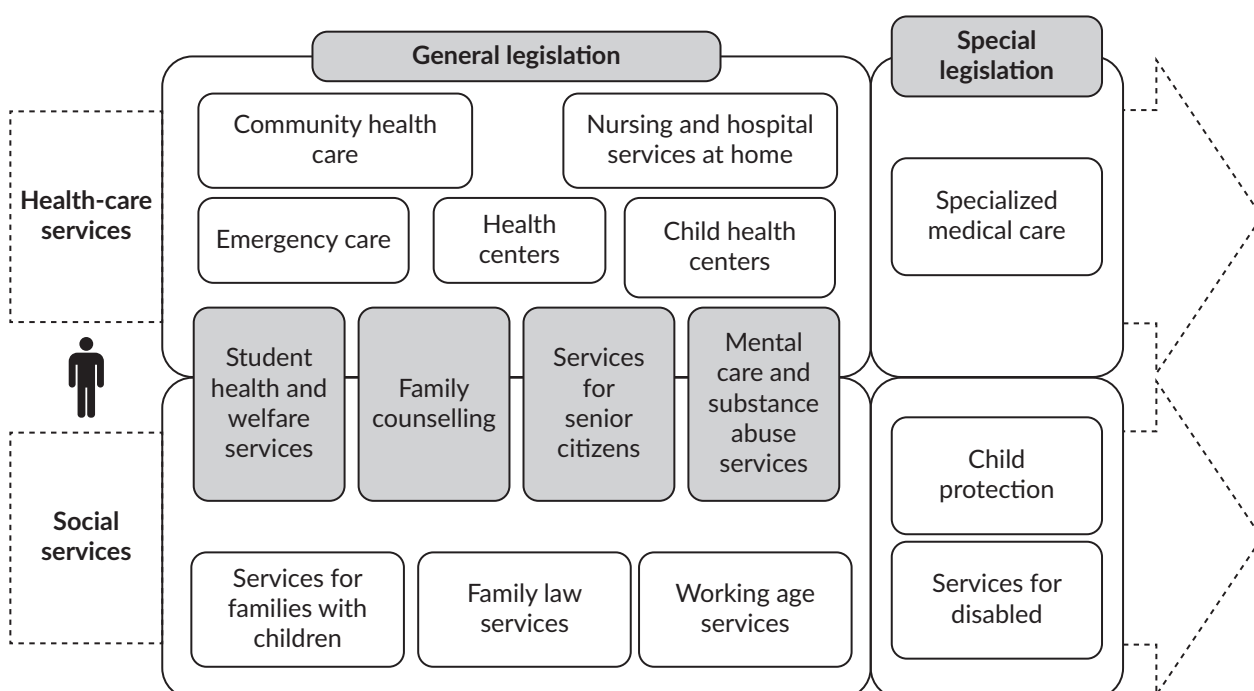 General legislation
Special
legislation
Health-care
services
Community health
care
Nursing and hospital
services at home
Emergency care
Health
centers
Child health
centers
Specialized
medical care
Student
health and
welfare
services
Family
counselling
Services
for
senior
citizens
Mental
care and
substance
abuse
services
Social
services
Services for
families with
children
Family law
services
Working age
services
Child
protection
Services for
disabled